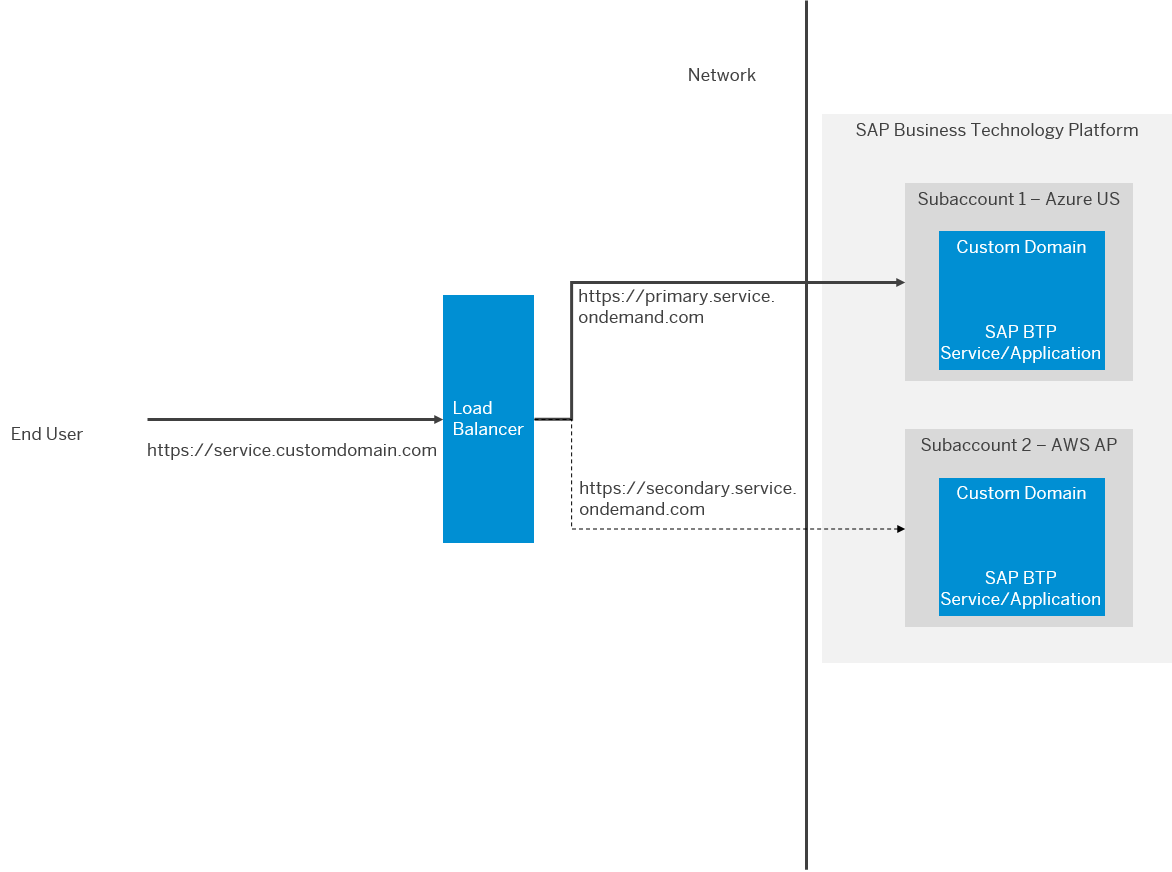 Network
SAP Business Technology Platform
Subaccount 1 – Azure US
Custom Domain
SAP BTP
Service/Application
https://primary.service.
ondemand.com
Load
Balancer
End User
https://service.customdomain.com
https://secondary.service.
ondemand.com
Subaccount 2 – AWS AP
Custom Domain
SAP BTP
Service/Application